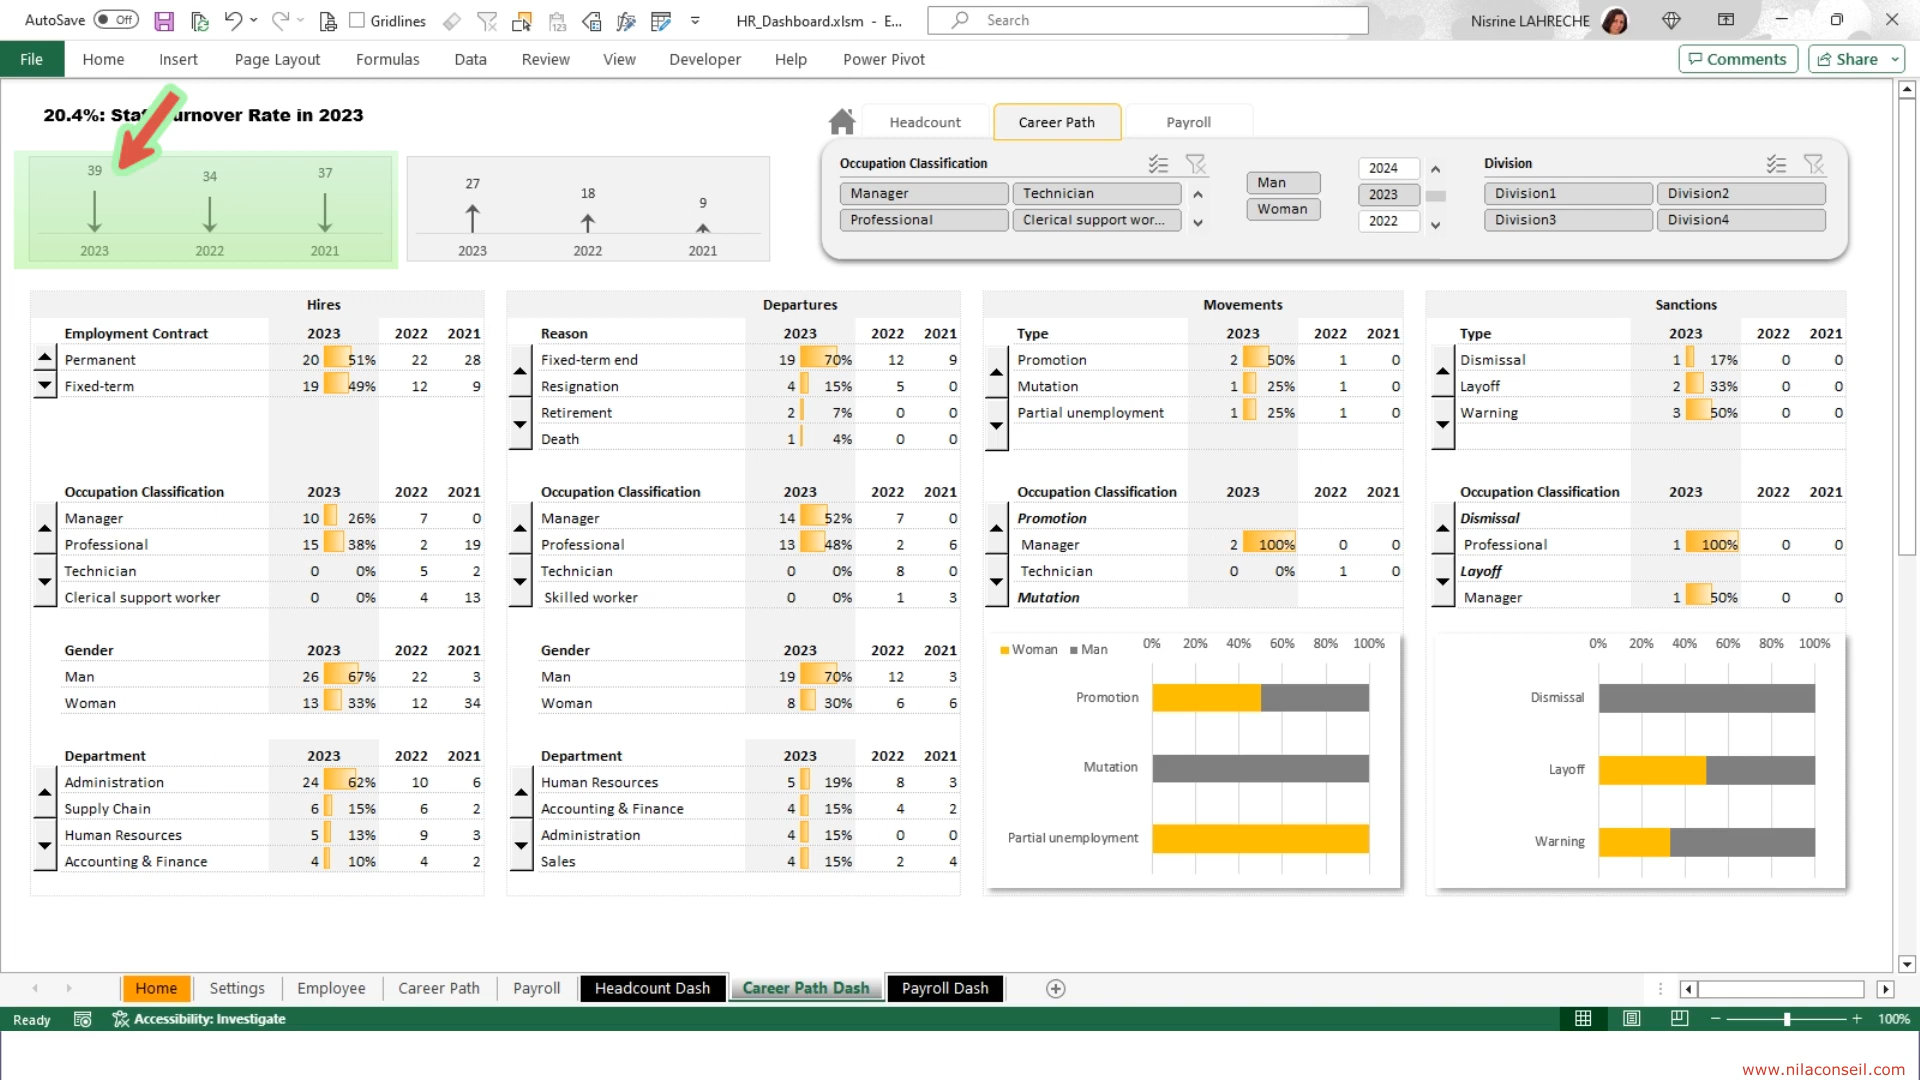 AutoSave Off Gridlines HR_Dashboard.xlsm - E... Search Nisrine LAHRECHE
File Home Insert Page Layout Formulas Data Review View Developer Help Power Pivot Comments Share
20.4%: Staff Turnover Rate in 2023
Headcount Career Path Payroll
39 34 37
2023 2022 2021
27 18 9
2023 2022 2021
Occupation Classification
Manager Technician
Professional Clerical support wor...
Man
Woman
2024
2023
2022
Division
Division1 Division2
Division3 Division4
Hires
Employment Contract 2023 2022 2021
Permanent 20 51% 22 28
Fixed-term 19 49% 12 9
Occupation Classification 2023 2022 2021
Manager 10 26% 7 0
Professional 15 38% 2 19
Technician 0 0% 5 2
Clerical support worker 0 0% 4 13
Gender 2023 2022 2021
Man 26 67% 22 3
Woman 13 33% 12 34
Department 2023 2022 2021
Administration 24 62% 10 6
Supply Chain 6 15% 6 2
Human Resources 5 13% 9 3
Accounting & Finance 4 10% 4 2
Departures
Reason 2023 2022 2021
Fixed-term end 19 70% 12 9
Resignation 4 15% 5 0
Retirement 2 7% 0 0
Death 1 4% 0 0
Occupation Classification 2023 2022 2021
Manager 14 52% 7 0
Professional 13 48% 2 6
Technician 0 0% 8 0
Skilled worker 0 0% 1 3
Gender 2023 2022 2021
Man 19 70% 12 3
Woman 8 30% 6 6
Department 2023 2022 2021
Human Resources 5 19% 8 3
Accounting & Finance 4 15% 4 2
Administration 4 15% 0 0
Sales 4 15% 2 4
Movements
Type 2023 2022 2021
Promotion 2 50% 1 0
Mutation 1 25% 1 0
Partial unemployment 1 25% 1 0
Occupation Classification 2023 2022 2021
Promotion
Manager 2 100% 0 0
Technician 0 0% 1 0
Mutation
Woman Man 0% 20% 40% 60% 80% 100%
Promotion
Mutation
Partial unemployment
Sanctions
Type 2023 2022 2021
Dismissal 1 17% 0 0
Layoff 2 33% 0 0
Warning 3 50% 0 0
Occupation Classification 2023 2022 2021
Dismissal
Professional 1 100% 0 0
Layoff
Manager 1 50% 0 0
0% 20% 40% 60% 80% 100%
Dismissal
Layoff
Warning
Home Settings Employee Career Path Payroll Headcount Dash Career Path Dash Payroll Dash
Ready Accessibility: Investigate 100%
www.nilaconseil.com